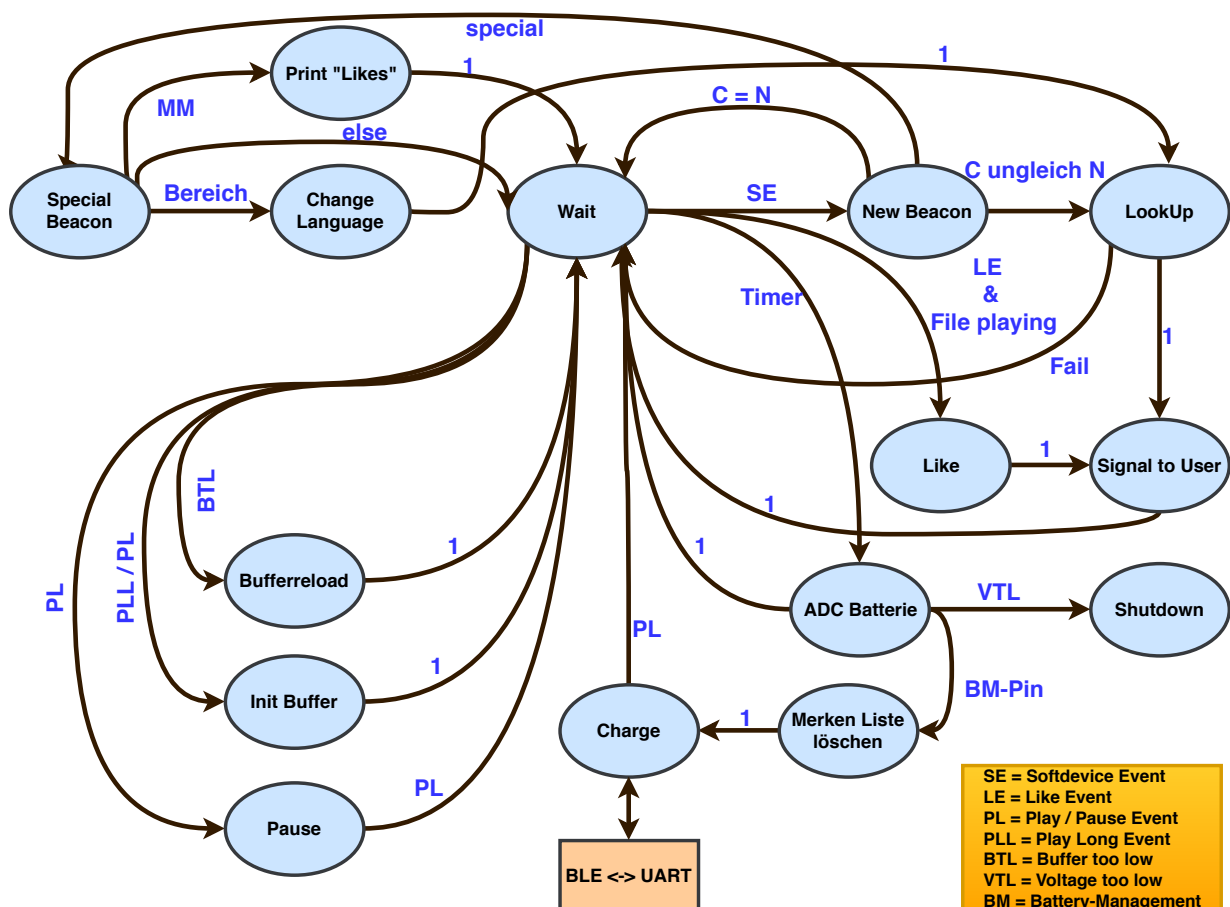 special
1
Print "Likes"
1
MM
C = N
else
Special
Beacon
Bereich
Change
Language
Wait
SE
New Beacon
C ungleich N
LookUp
Timer
LE
&
File playing
Fail
1
Like
1
Signal to User
1
BTL
PLL / PL
PL
Bufferreload
1
1
ADC Batterie
VTL
Shutdown
PL
BM-Pin
Init Buffer
1
Charge
1
Merken Liste
löschen
Pause
PL
BLE <-> UART
SE = Softdevice Event
LE = Like Event
PL = Play / Pause Event
PLL = Play Long Event
BTL = Buffer too low
VTL = Voltage too low
BM = Battery-Management